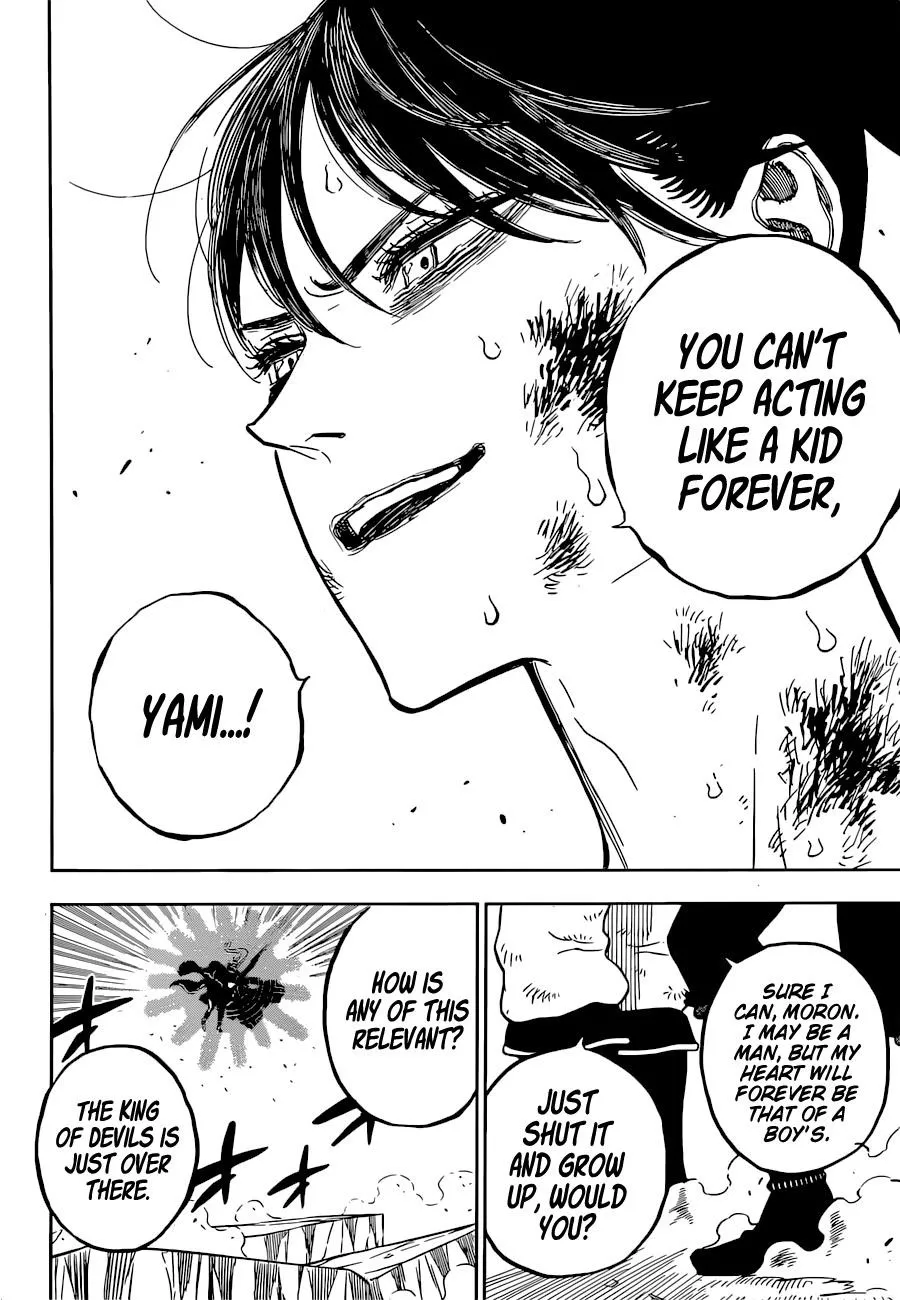 YOU CAN'T
KEEP ACTING
LIKE A KID
FOREVER,
YAMI...!
SURE I
CAN, MORON.
I MAY BE A
MAN, BUT MY
HEART WILL
FOREVER BE
THAT OF A
BOY'S.
JUST
SHUT IT
AND GROW
UP, WOULD
YOU?
HOW IS
ANY OF THIS
RELEVANT?
THE KING
OF DEVILS IS
JUST OVER
THERE.